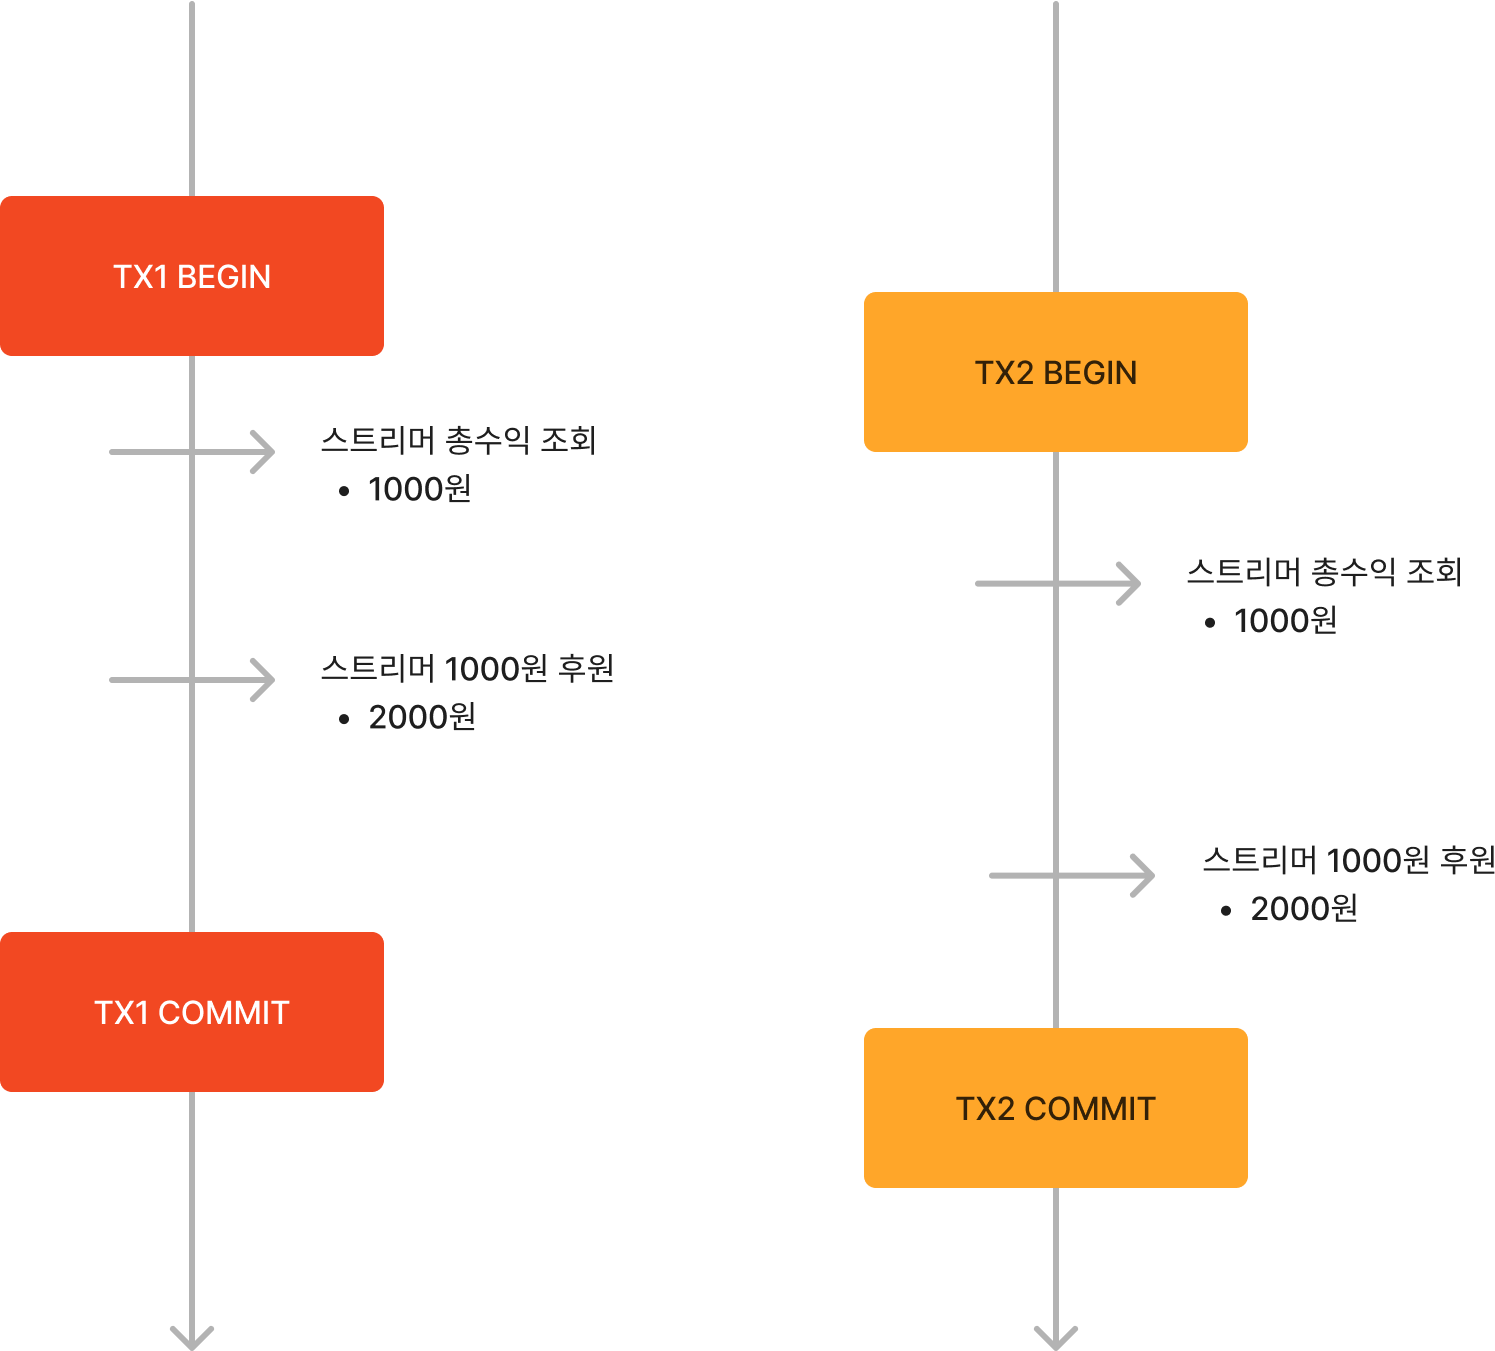 TX1 BEGIN
스트리머 총수익 조회
• 1000원
스트리머 1000원 후원
• 2000원
TX1 COMMIT
TX2 BEGIN
스트리머 총수익 조회
• 1000원
스트리머 1000원 후원
• 2000원
TX2 COMMIT